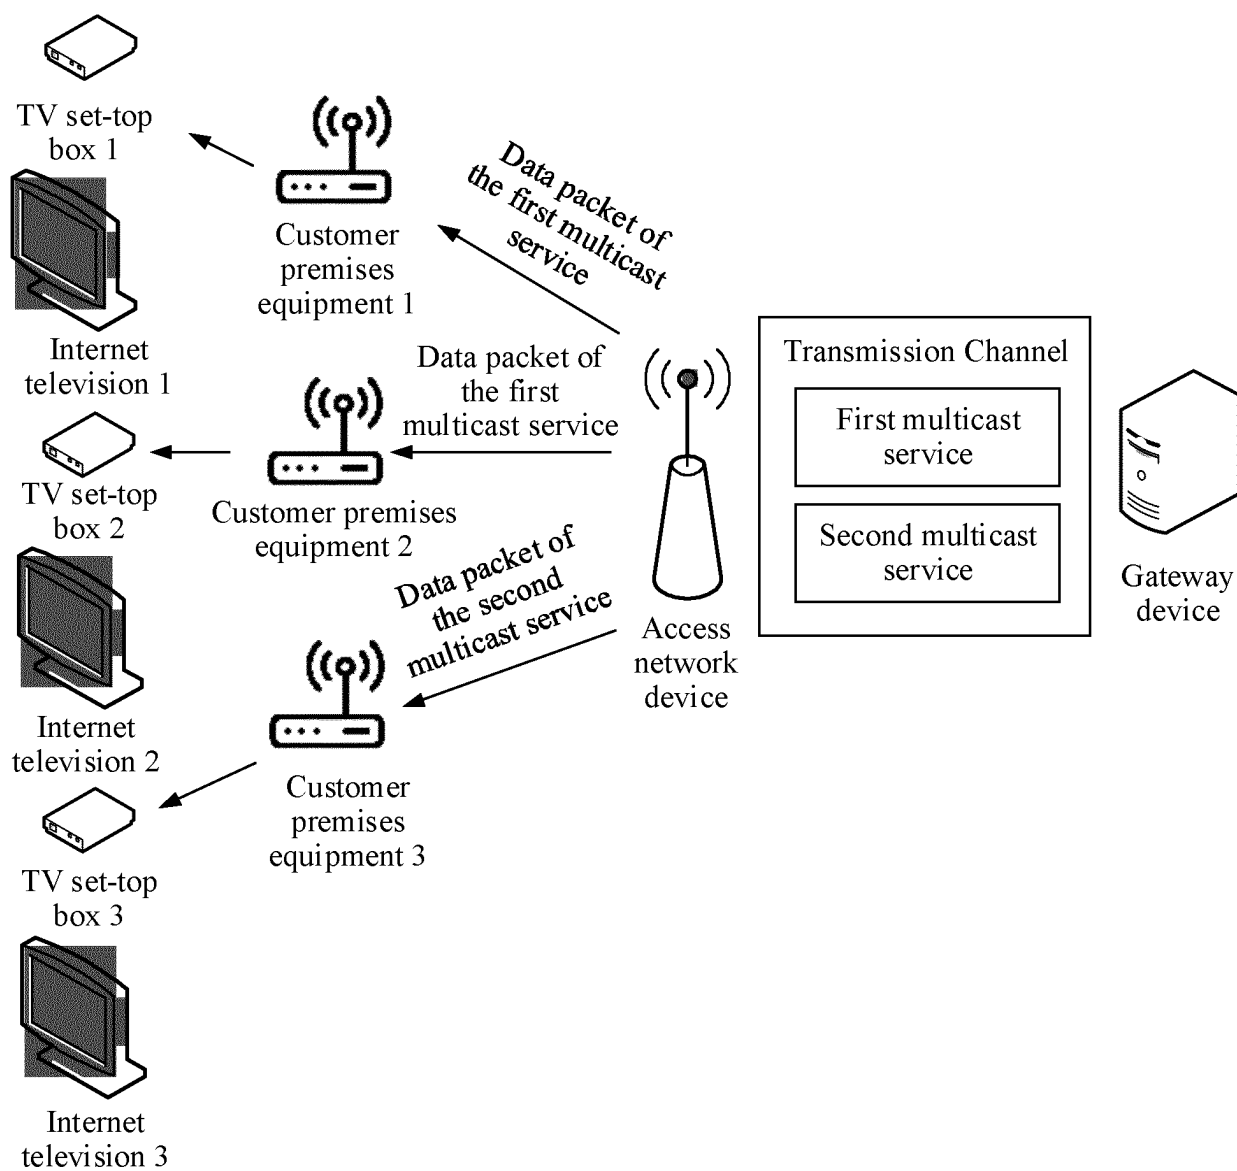 TV set-top
box 1
Internet
television 1
TV set-top
box 2
Internet
television 2
TV set-top
box 3
Internet
television 3
Customer
premises
equipment 1
Customer premises
equipment 2
Customer
premises
equipment 3
Data packet of
the first multicast
service
Data packet of
the first
multicast service
Data packet of
the second
multicast service
Access
network
device
Transmission Channel
First multicast
service
Second multicast
service
Gateway
device